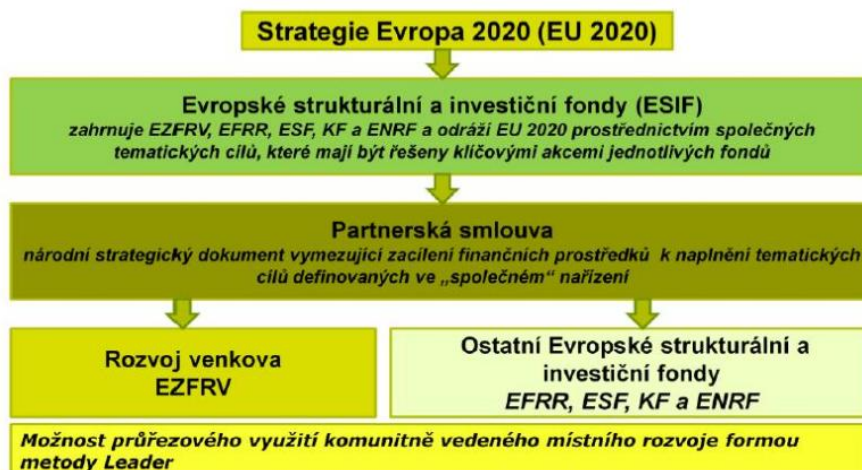 Strategie Evropa 2020 (EU 2020)
Evropské strukturální a investiční fondy (ESIF)
zahrnuje EZFRV, EFRR, ESF, KF a ENRF a odráží EU 2020 prostřednictvím společných
tematických cílů, které mají být řešeny klíčovými akcemi jednotlivých fondů
Partnerská smlouva
národní strategický dokument vymezující zacílení finančních prostředků k naplnění tematických
cílů definovaných ve „společném“ nařízení
Rozvoj venkova
EZFRV
Ostatní Evropské strukturální a
investiční fondy
EFRR, ESF, KF a ENRF
Možnost průřezového využití komunitně vedeného místního rozvoje formou
metody Leader